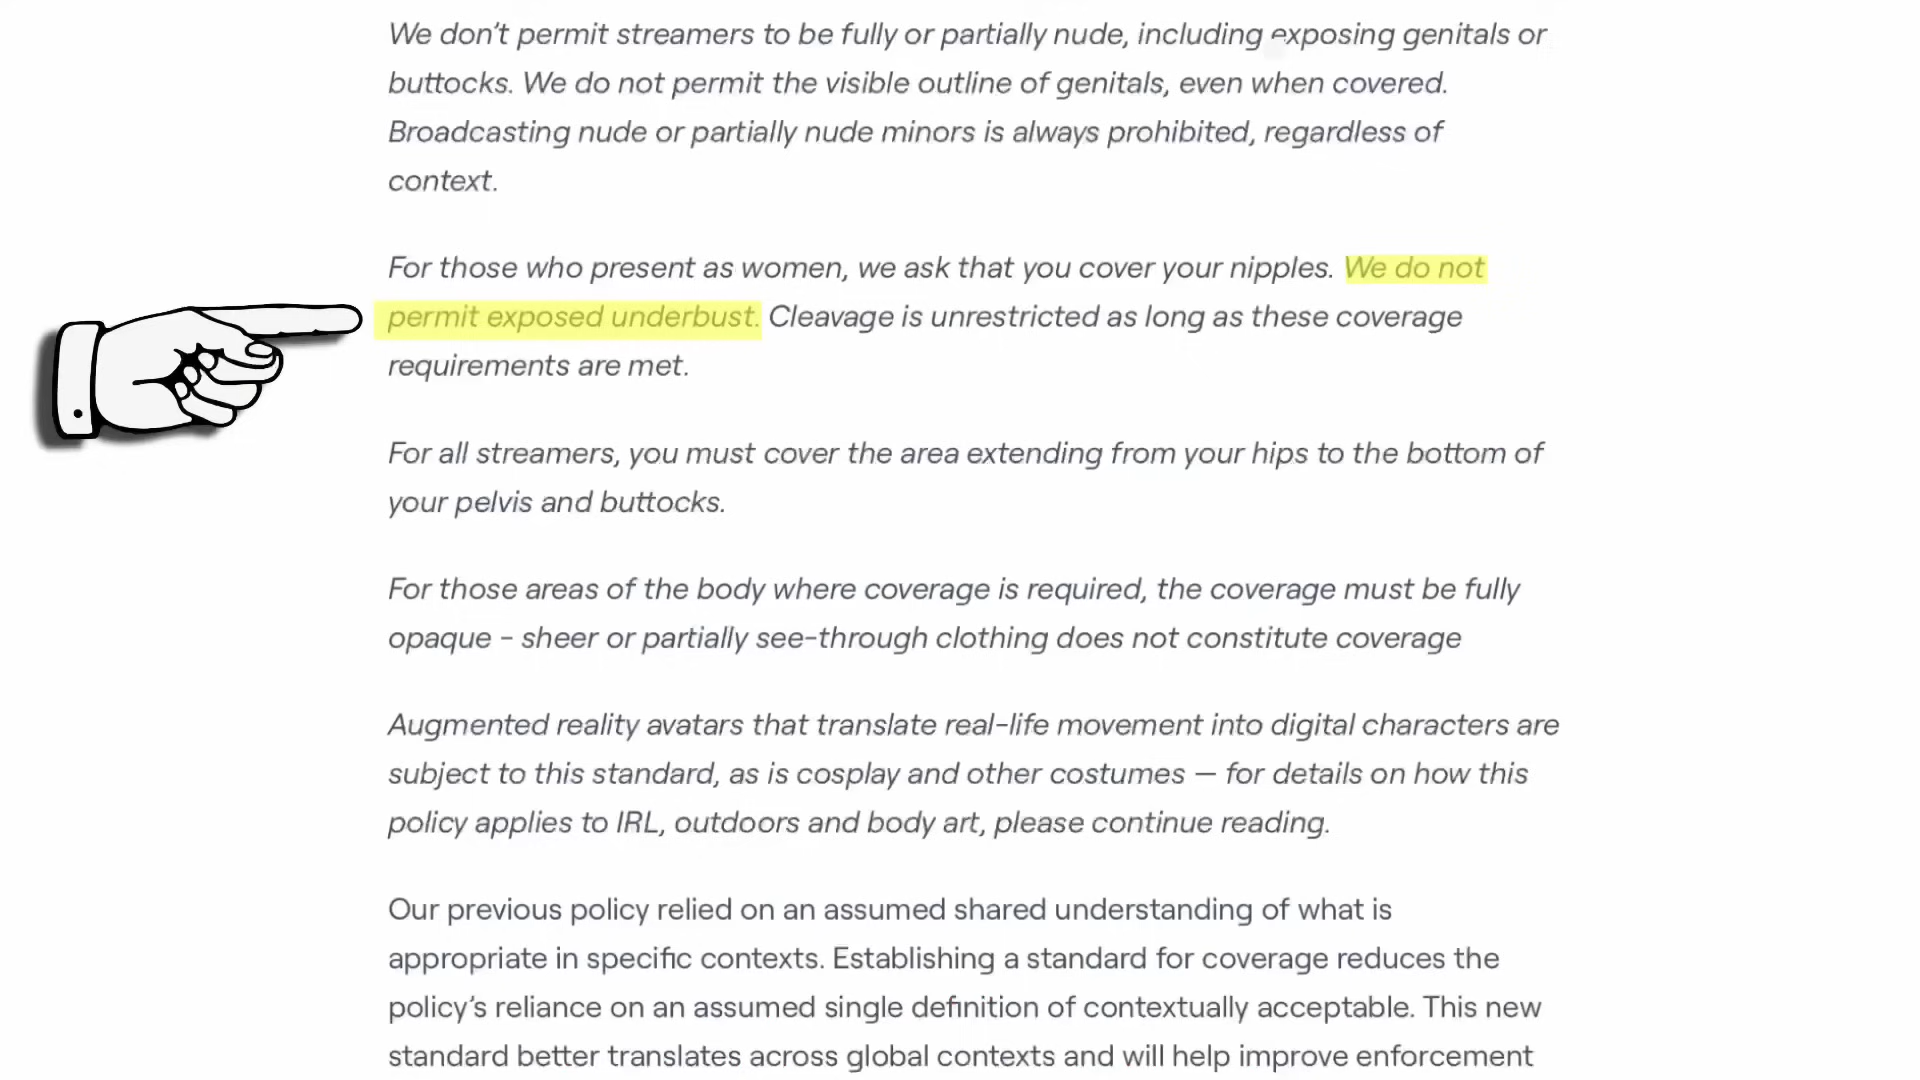 We don't permit streamers to be fully or partially nude, including exposing genitals or
buttocks. We do not permit the visible outline of genitals, even when covered.
Broadcasting nude or partially nude minors is always prohibited, regardless of
context.
For those who present as women, we ask that you cover your nipples. We do not
permit exposed underbust. Cleavage is unrestricted as long as these coverage
requirements are met.
For all streamers, you must cover the area extending from your hips to the bottom of
your pelvis and buttocks.
For those areas of the body where coverage is required, the coverage must be fully
opaque - sheer or partially see-through clothing does not constitute coverage
Augmented reality avatars that translate real-life movement into digital characters are
subject to this standard, as is cosplay and other costumes — for details on how this
policy applies to IRL, outdoors and body art, please continue reading.
Our previous policy relied on an assumed shared understanding of what is
appropriate in specific contexts. Establishing a standard for coverage reduces the
policy's reliance on an assumed single definition of contextually acceptable. This new
standard better translates across global contexts and will help improve enforcement